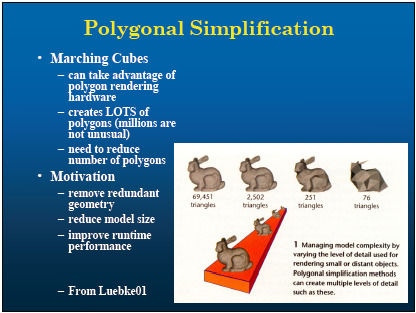 Polygonal Simplification
• Marching Cubes
– can take advantage of
polygon rendering
hardware
– creates LOTS of
polygons (millions are
not unusual)
– need to reduce
number of polygons
• Motivation
– remove redundant
geometry
– reduce model size
– improve runtime
performance
– From Luebke01
69,451 triangles
2,502 triangles
251 triangles
76 triangles
1 Managing model complexity by
varying the level of detail used for
rendering small or distant objects.
Polygonal simplification methods
can create multiple levels of detail
such as these.